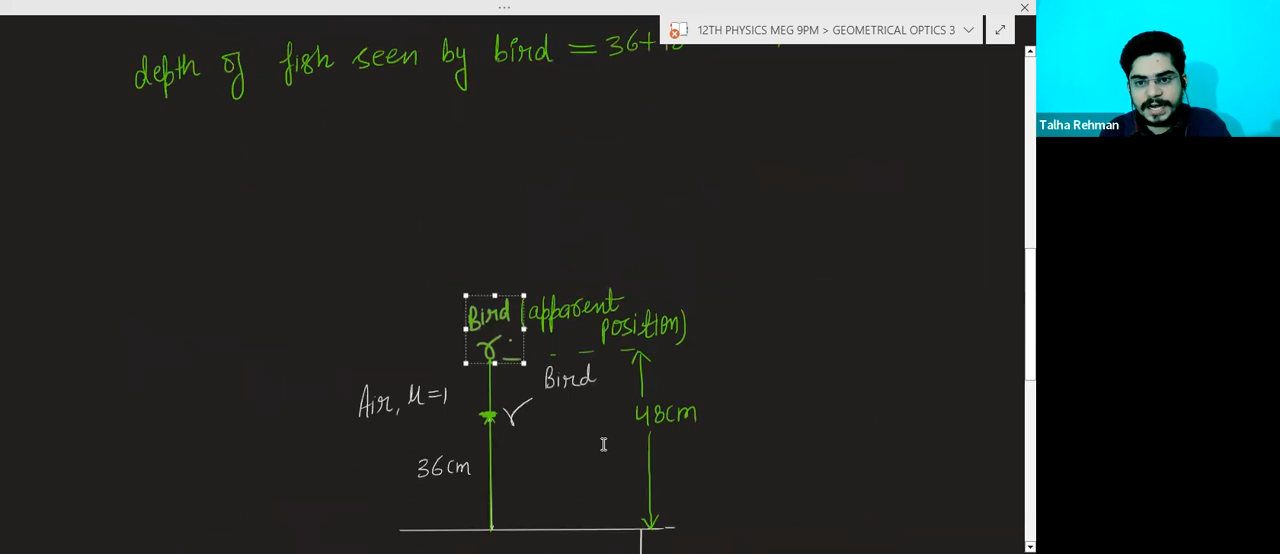 12TH PHYSICS MEG 9PM > GEOMETRICAL OPTICS 3
depth of fish seen by bird = 36+
Talha Rehman
Bird (apparent
position)
Bird
Air, μ=1
48cm
36cm